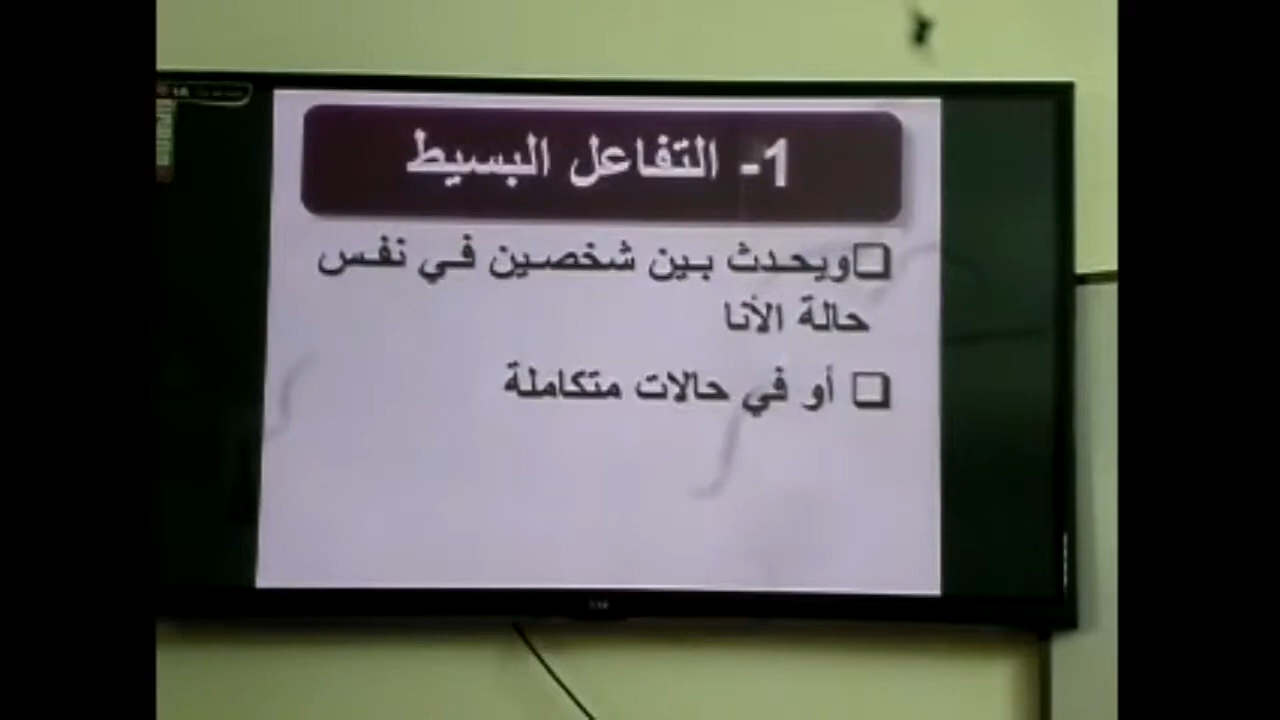 1- التفاعل البسيط
ويحدث بين شخصين في نفس
حالة الأنا
أو في حالات متكاملة